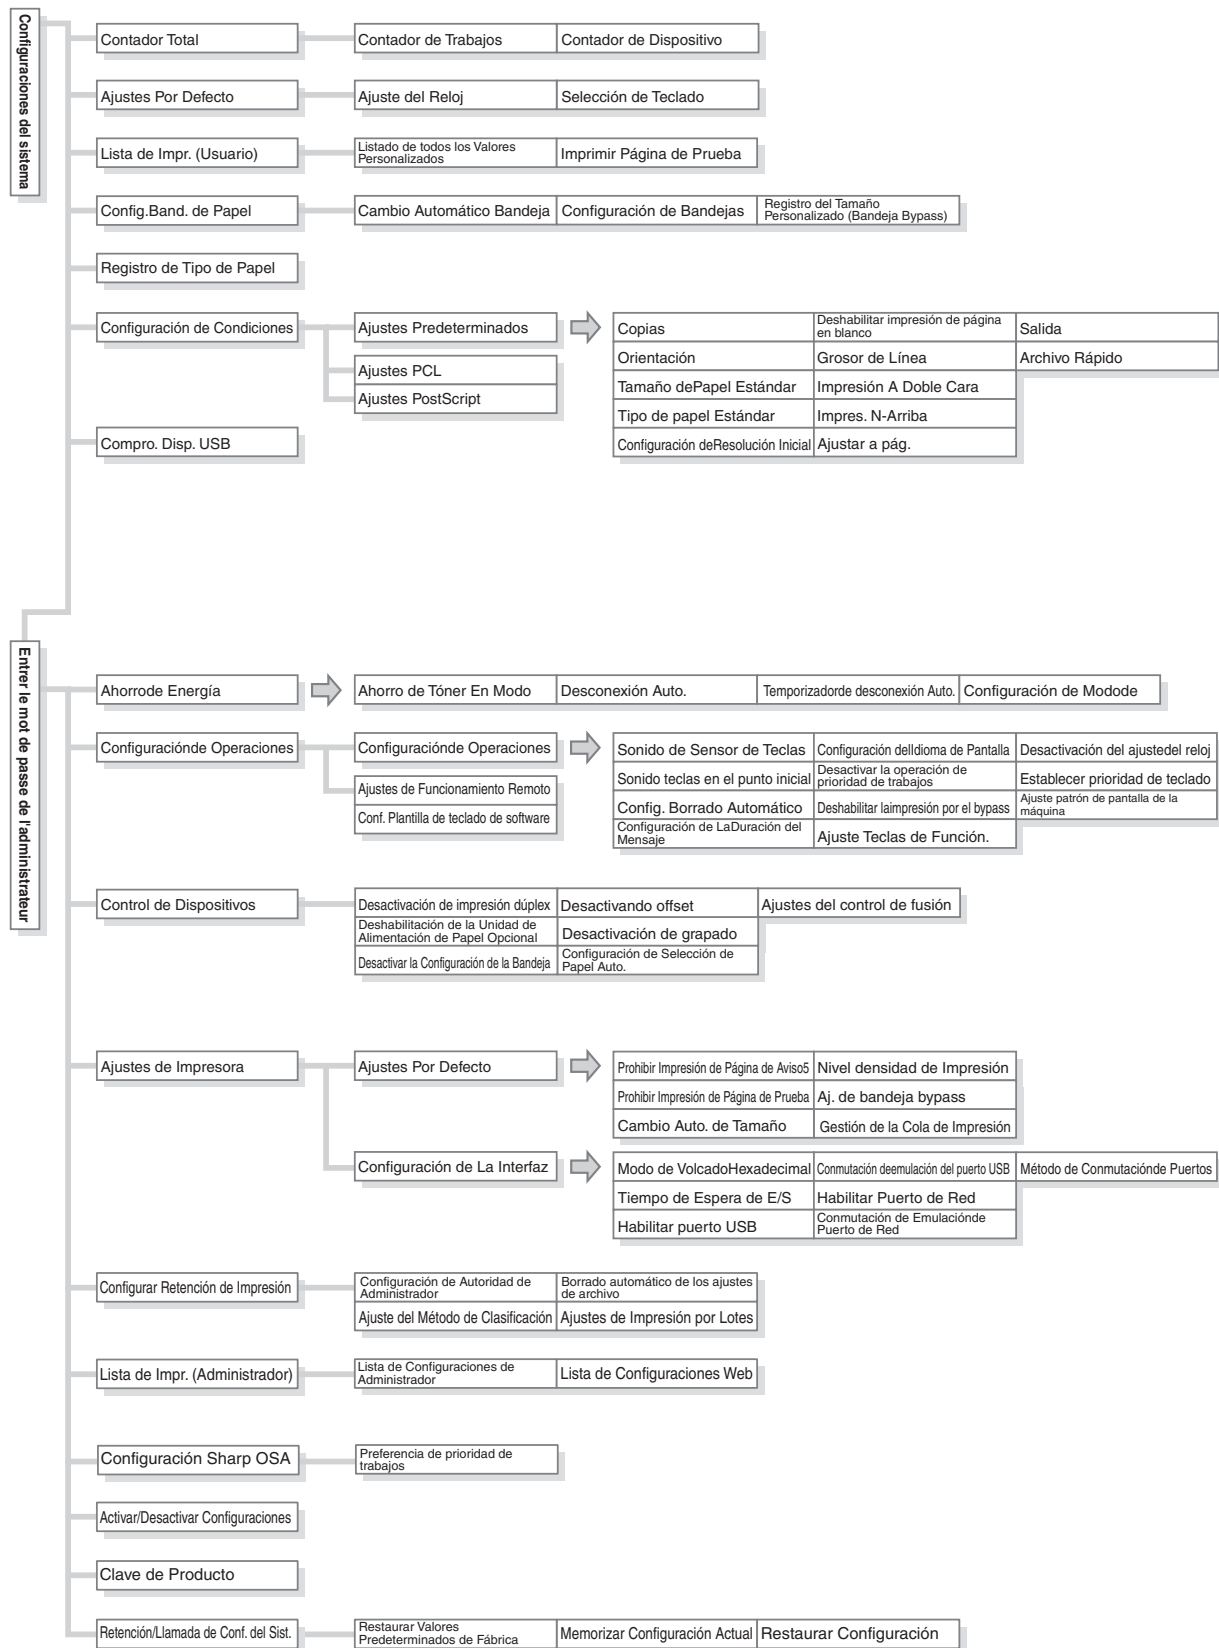 Configuraciones del sistema
Contador Total
Contador de Trabajos
Contador de Dispositivo
Ajustes Por Defecto
Ajuste del Reloj
Selección de Teclado
Lista de Impr. (Usuario)
Listado de todos los Valores
Personalizados
Imprimir Página de Prueba
Config.Band. de Papel
Cambio Automático Bandeja
Configuración de Bandejas
Registro del Tamaño
Personalizado (Bandeja Bypass)
Registro de Tipo de Papel
Configuración de Condiciones
Ajustes Predeterminados
Ajustes PCL
Ajustes PostScript
Copias
Deshabilitar impresión de página
en blanco
Salida
Orientación
Grosor de Línea
Archivo Rápido
Tamaño dePapel Estándar
Impresión A Doble Cara
Tipo de papel Estándar
Impres. N-Arriba
Configuración deResolución Inicial
Ajustar a pág.
Compro. Disp. USB
Entrer le mot de passe de l'administrateur
Ahorrode Energía
Ahorro de Tóner En Modo
Desconexión Auto.
Temporizadorde desconexión Auto.
Configuración de Modode
Configuraciónde Operaciones
Configuraciónde Operaciones
Ajustes de Funcionamiento Remoto
Conf. Plantilla de teclado de software
Sonido de Sensor de Teclas
Configuración delIdioma de Pantalla
Desactivación del ajustedel reloj
Sonido teclas en el punto inicial
Desactivar la operación de
prioridad de trabajos
Establecer prioridad de teclado
Config. Borrado Automático
Deshabilitar laimpresión por el bypass
Ajuste patrón de pantalla de la
máquina
Configuración de LaDuración del
Mensaje
Ajuste Teclas de Función.
Control de Dispositivos
Desactivación de impresión dúplex
Desactivando offset
Ajustes del control de fusión
Deshabilitación de la Unidad de
Alimentación de Papel Opcional
Desactivación de grapado
Desactivar la Configuración de la Bandeja
Configuración de Selección de
Papel Auto.
Ajustes de Impresora
Ajustes Por Defecto
Prohibir Impresión de Página de Aviso5
Nivel densidad de Impresión
Prohibir Impresión de Página de Prueba
Aj. de bandeja bypass
Cambio Auto. de Tamaño
Gestión de la Cola de Impresión
Configuración de La Interfaz
Modo de VolcadoHexadecimal
Conmutación deemulación del puerto USB
Método de Conmutaciónde Puertos
Tiempo de Espera de E/S
Habilitar Puerto de Red
Habilitar puerto USB
Conmutación de Emulaciónde
Puerto de Red
Configurar Retención de Impresión
Configuración de Autoridad de
Administrador
Borrado automático de los ajustes
de archivo
Ajuste del Método de Clasificación
Ajustes de Impresión por Lotes
Lista de Impr. (Administrador)
Lista de Configuraciones de
Administrador
Lista de Configuraciones Web
Configuración Sharp OSA
Preferencia de prioridad de
trabajos
Activar/Desactivar Configuraciones
Clave de Producto
Retención/Llamada de Conf. del Sist.
Restaurar Valores
Predeterminados de Fábrica
Memorizar Configuración Actual
Restaurar Configuración